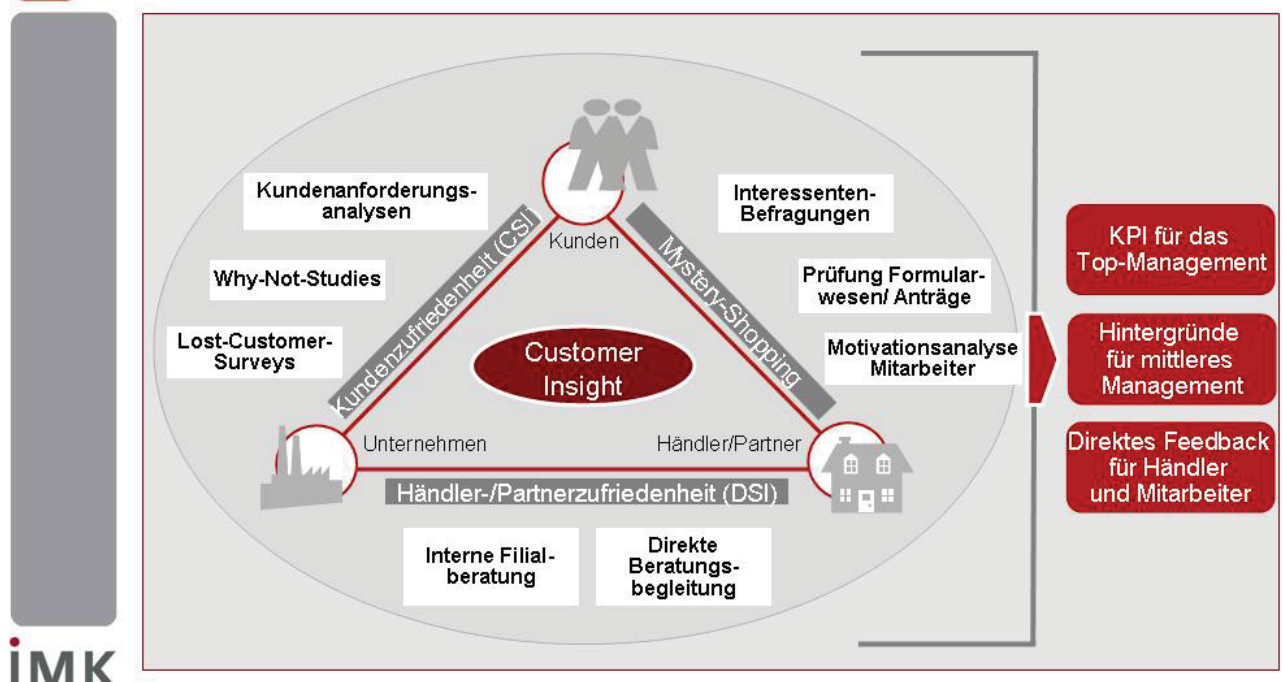 Kundenanforderungs-
analysen
Why-Not-Studies
Lost-Customer-
Surveys
Kundenzufriedenheit (CSI)
Kunden
Mystery-Shopping
Interessenten-
Befragungen
Prüfung Formular-
wesen/ Anträge
Motivationsanalyse
Mitarbeiter
Customer
Insight
Unternehmen
Händler/Partner
Händler-/Partnerzufriedenheit (DSI)
Interne Filial-
beratung
Direkte
Beratungs-
begleitung
KPI für das
Top-Management
Hintergründe
für mittleres
Management
Direktes Feedback
für Händler
und Mitarbeiter
iMK